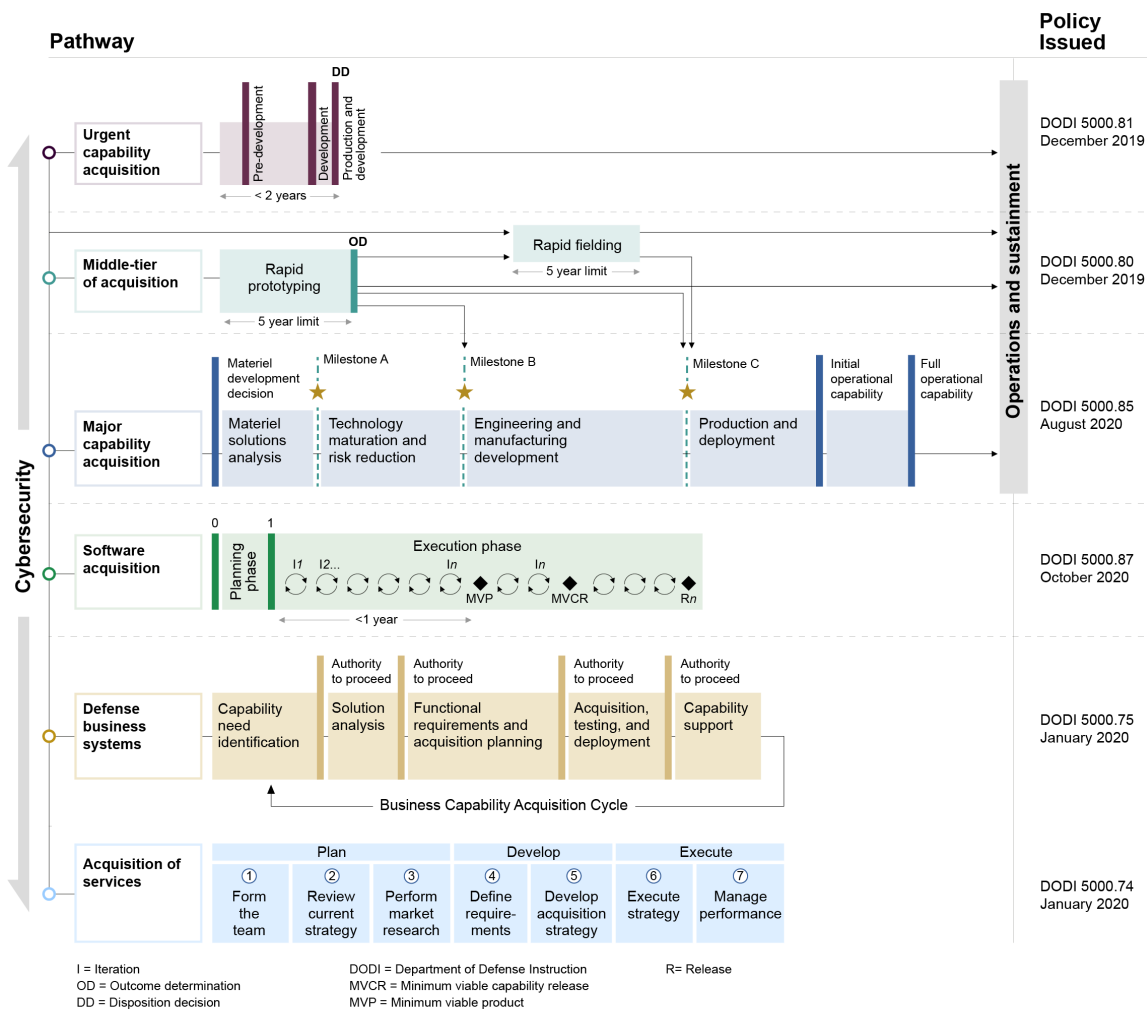 Pathway
Policy
Issued
Cybersecurity
Operations and sustainment
Urgent
capability
acquisition
Pre-development
Development
DD
Production and
development
< 2 years
DODI 5000.81
December 2019
Middle-tier
of acquisition
Rapid
prototyping
OD
5 year limit
Rapid fielding
5 year limit
DODI 5000.80
December 2019
Major
capability
acquisition
Materiel
development
decision
Milestone A
Milestone B
Milestone C
Initial
operational
capability
Full
operational
capability
Materiel
solutions
analysis
Technology
maturation and
risk reduction
Engineering and
manufacturing
development
Production and
deployment
DODI 5000.85
August 2020
Software
acquisition
0
1
Planning
phase
Execution phase
I1
I2...
In
In
MVP
MVCR
Rn
<1 year
DODI 5000.87
October 2020
Defense
business
systems
Authority
to proceed
Authority
to proceed
Authority
to proceed
Authority
to proceed
Capability
need
identification
Solution
analysis
Functional
requirements and
acquisition planning
Acquisition,
testing, and
deployment
Capability
support
Business Capability Acquisition Cycle
DODI 5000.75
January 2020
Acquisition of
services
Plan
Develop
Execute
1
Form
the
team
2
Review
current
strategy
3
Perform
market
research
4
Define
require-
ments
5
Develop
acquisition
strategy
6
Execute
strategy
7
Manage
performance
DODI 5000.74
January 2020
I = Iteration
OD = Outcome determination
DD = Disposition decision
DODI = Department of Defense Instruction
MVCR = Minimum viable capability release
MVP = Minimum viable product
R= Release